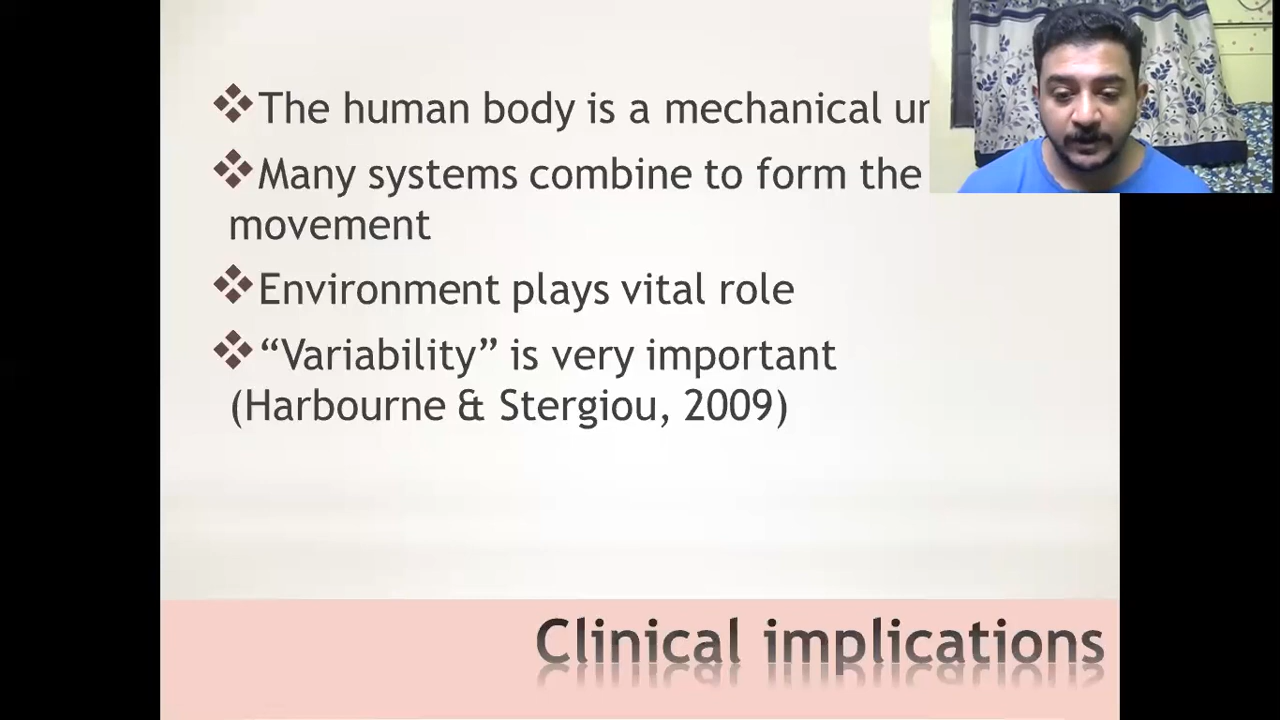 The human body is a mechanical
Many systems combine to form the
movement
Environment plays vital role
“Variability” is very important
(Harbourne & Stergiou, 2009)
Clinical implications